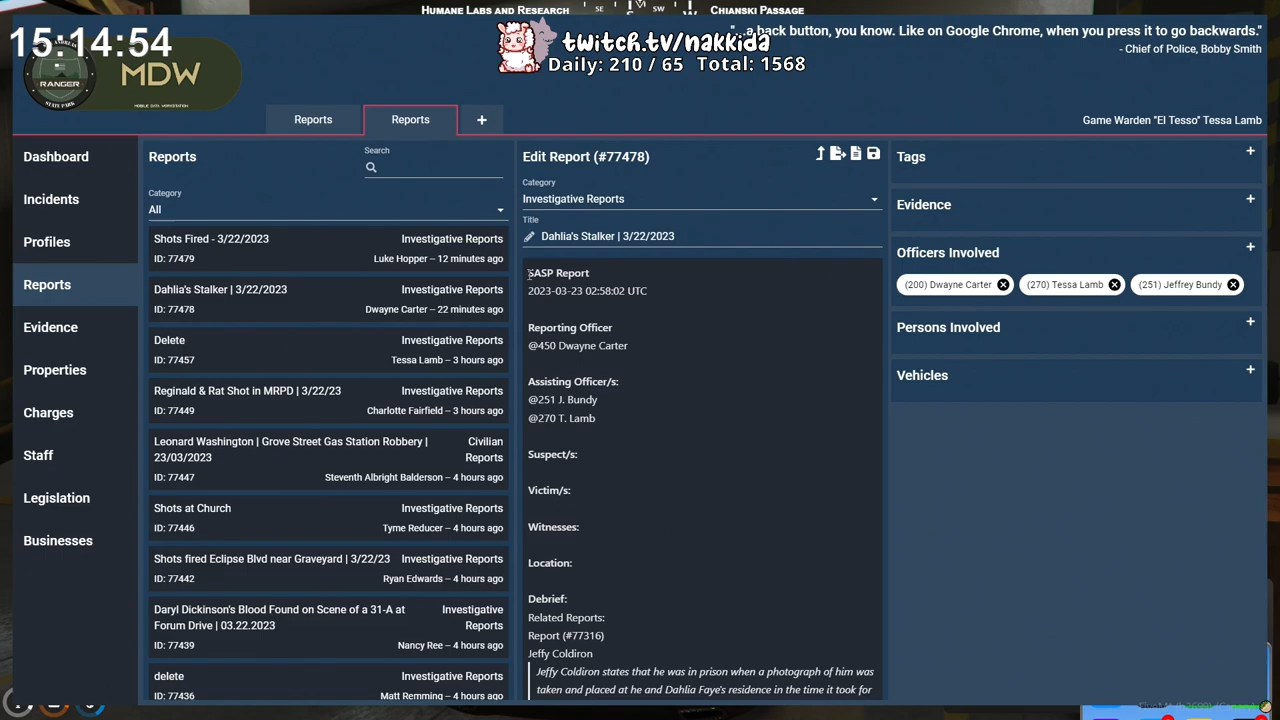 Humane Labs and Research
SE
S
SW
W
Chianski Passage
15:14:54
twitch.tv/nakkida
Daily: 210 / 65 Total: 1568
"...a back button, you know. Like on Google Chrome, when you press it to go backwards."
- Chief of Police, Bobby Smith
RANGER
STATE PARK
MDW
MOBILE DATA WORKSTATION
Reports
Reports
+
Game Warden "El Tesso" Tessa Lamb
Dashboard
Incidents
Profiles
Reports
Evidence
Properties
Charges
Staff
Legislation
Businesses
Reports
Search
Category
All
Shots Fired - 3/22/2023
Investigative Reports
ID: 77479
Luke Hopper – 12 minutes ago
Dahlia's Stalker | 3/22/2023
Investigative Reports
ID: 77478
Dwayne Carter – 22 minutes ago
Delete
Investigative Reports
ID: 77457
Tessa Lamb – 3 hours ago
Reginald & Rat Shot in MRPD | 3/22/23
Investigative Reports
ID: 77449
Charlotte Fairfield – 3 hours ago
Leonard Washington | Grove Street Gas Station Robbery |
23/03/2023
Civilian
Reports
ID: 77447
Steventh Albright Balderson – 4 hours ago
Shots at Church
Investigative Reports
ID: 77446
Tyme Reducer – 4 hours ago
Shots fired Eclipse Blvd near Graveyard | 3/22/23
Investigative Reports
ID: 77442
Ryan Edwards – 4 hours ago
Daryl Dickinson's Blood Found on Scene of a 31-A at
Forum Drive | 03.22.2023
Investigative
Reports
ID: 77439
Nancy Ree – 4 hours ago
delete
Investigative Reports
ID: 77436
Matt Remming – 4 hours ago
Edit Report (#77478)
Category
Investigative Reports
Title
Dahlia's Stalker | 3/22/2023
SASP Report
2023-03-23 02:58:02 UTC
Reporting Officer
@450 Dwayne Carter
Assisting Officer/s:
@251 J. Bundy
@270 T. Lamb
Suspect/s:
Victim/s:
Witnesses:
Location:
Debrief:
Related Reports:
Report (#77316)
Jeffy Coldiron
Jeffy Coldiron states that he was in prison when a photograph of him was
taken and placed at he and Dahlia Faye's residence in the time it took for
Tags
+
Evidence
+
Officers Involved
+
(200) Dwayne Carter
(270) Tessa Lamb
(251) Jeffrey Bundy
Persons Involved
+
Vehicles
+